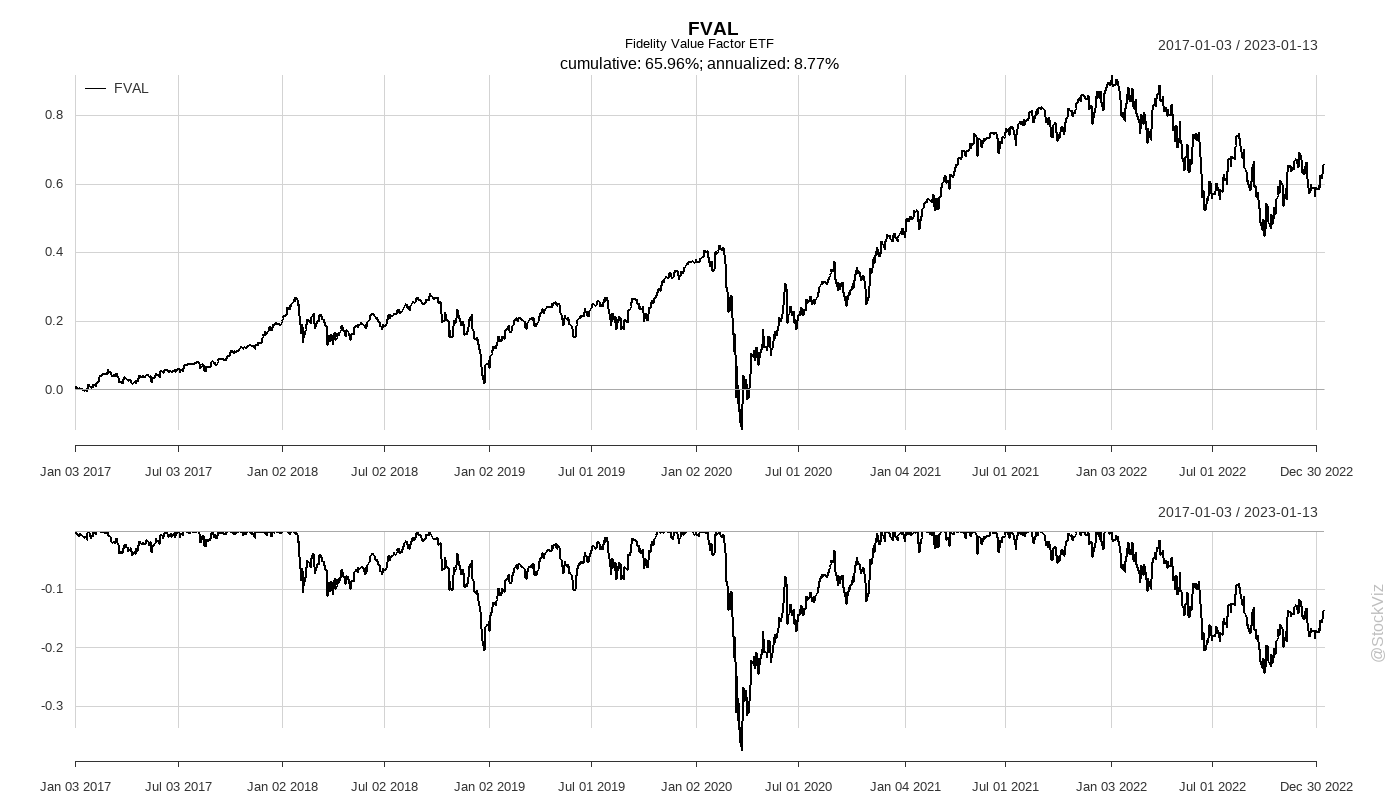 FVAL
Fidelity Value Factor ETF
2017-01-03 / 2023-01-13
cumulative: 65.96%; annualized: 8.77%
FVAL
0.8
0.6
0.4
0.2
0.0
Jan 03 2017 Jul 03 2017 Jan 02 2018 Jul 02 2018 Jan 02 2019 Jul 01 2019 Jan 02 2020 Jul 01 2020 Jan 04 2021 Jul 01 2021 Jan 03 2022 Jul 01 2022 Dec 30 2022
2017-01-03 / 2023-01-13
-0.1
-0.2
-0.3
@StockViz
Jan 03 2017 Jul 03 2017 Jan 02 2018 Jul 02 2018 Jan 02 2019 Jul 01 2019 Jan 02 2020 Jul 01 2020 Jan 04 2021 Jul 01 2021 Jan 03 2022 Jul 01 2022 Dec 30 2022